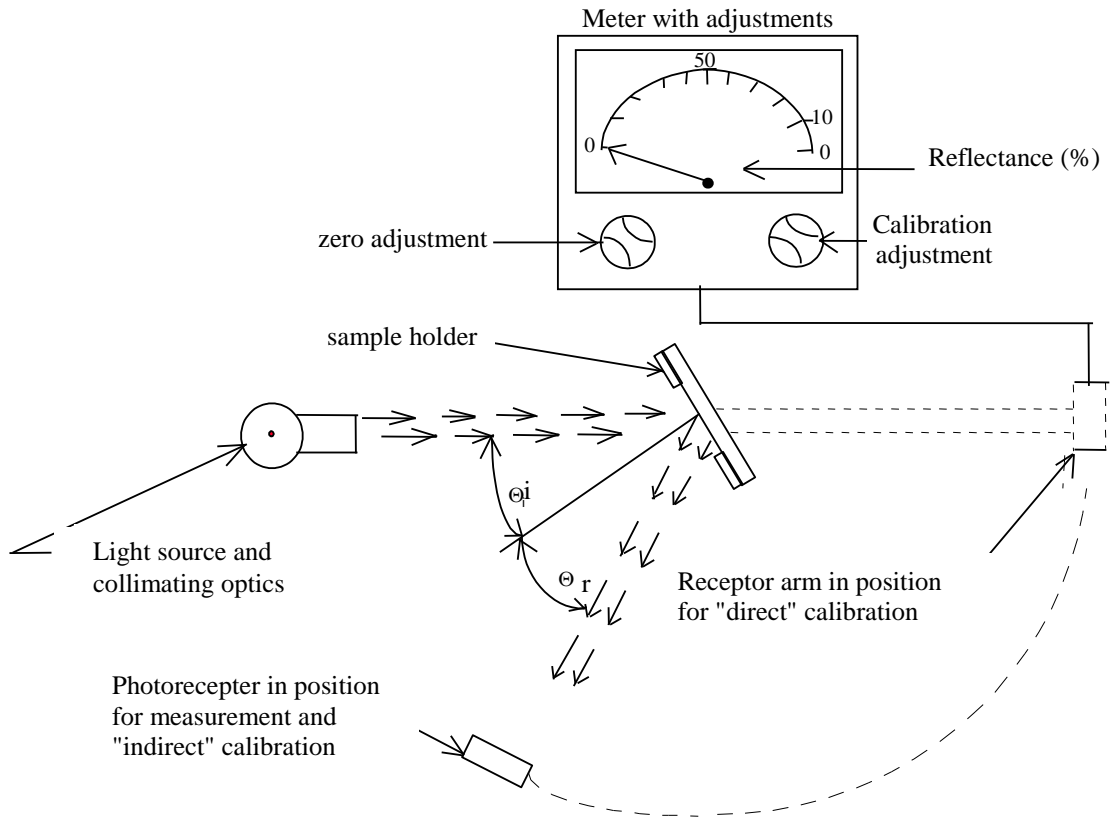 Meter with adjustments
50
10
0
0
Reflectance (%)
zero adjustment
Calibration
adjustment
sample holder
Θi i
Θ r
Light source and
collimating optics
Receptor arm in position
for "direct" calibration
Photorecepter in position
for measurement and
"indirect" calibration